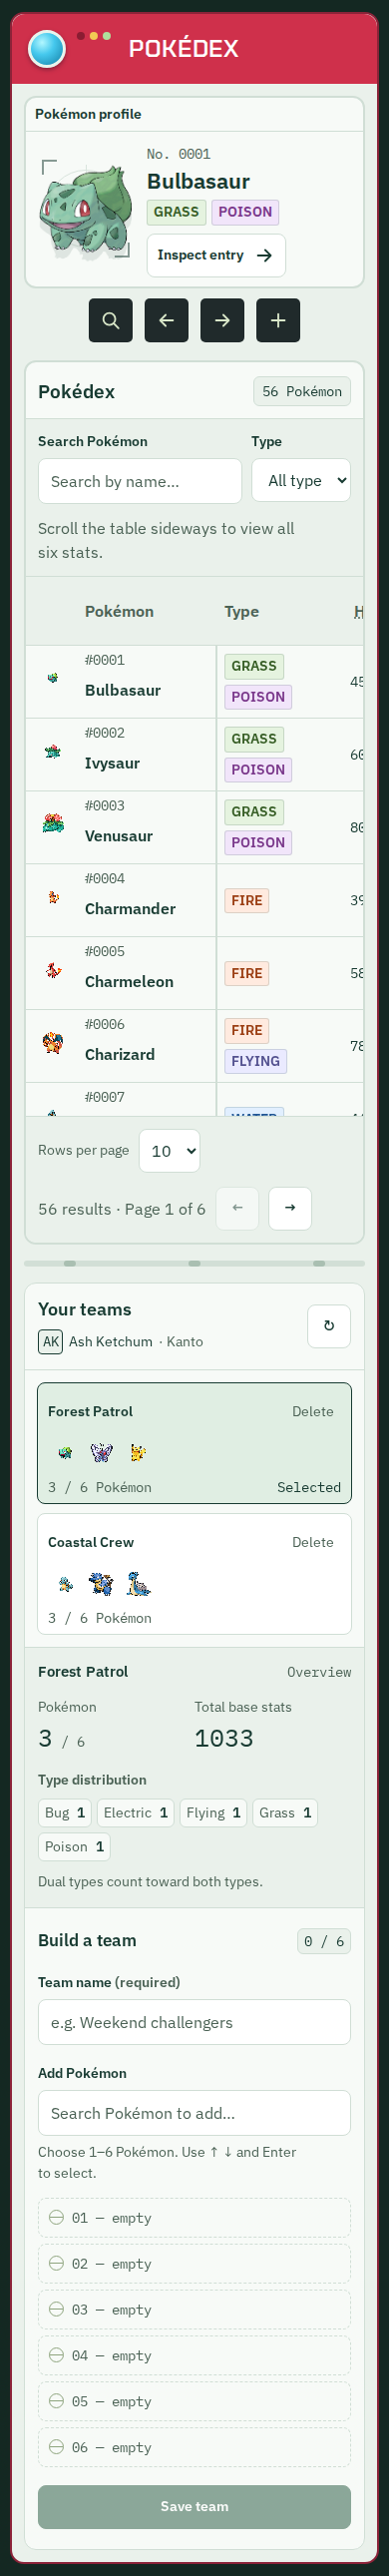 POKÉDEX
Pokémon profile
No. 0001
Bulbasaur
GRASS POISON
Inspect entry →
← → +
Pokédex
56 Pokémon
Search Pokémon Type
Search by name... All type
Scroll the table sideways to view all
six stats.
Pokémon Type
#0001
Bulbasaur
GRASS
POISON
45
#0002
Ivysaur
GRASS
POISON
60
#0003
Venusaur
GRASS
POISON
80
#0004
Charmander
FIRE
39
#0005
Charmeleon
FIRE
58
#0006
Charizard
FIRE
FLYING
78
#0007
WATER
Rows per page 10
56 results · Page 1 of 6 ← →
Your teams
AK Ash Ketchum · Kanto
↻
Forest Patrol Delete
3 / 6 Pokémon Selected
Coastal Crew Delete
3 / 6 Pokémon
Forest Patrol Overview
Pokémon Total base stats
3 / 6 1033
Type distribution
Bug 1 Electric 1 Flying 1 Grass 1
Poison 1
Dual types count toward both types.
Build a team 0 / 6
Team name (required)
e.g. Weekend challengers
Add Pokémon
Search Pokémon to add...
Choose 1–6 Pokémon. Use ↑ ↓ and Enter
to select.
01 — empty
02 — empty
03 — empty
04 — empty
05 — empty
06 — empty
Save team